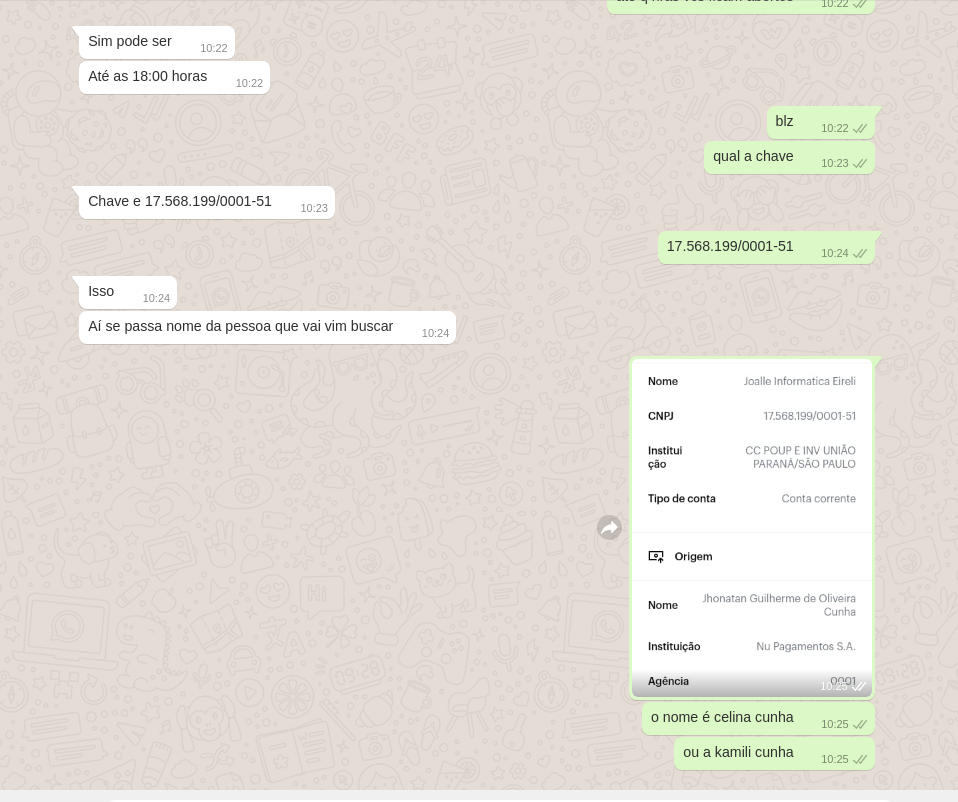 10:22
Sim pode ser 10:22
Até as 18:00 horas 10:22
blz 10:22
qual a chave 10:23
Chave e 17.568.199/0001-51 10:23
17.568.199/0001-51 10:24
Isso 10:24
Aí se passa nome da pessoa que vai vim buscar 10:24
Nome Joalle Informatica Eireli
CNPJ 17.568.199/0001-51
Institui CC POUP E INV UNIÃO
ção PARANÁ/SÃO PAULO
Tipo de conta Conta corrente
Origem
Nome Jhonatan Guilherme de Oliveira
Cunha
Instituição Nu Pagamentos S.A.
Agência 0001
10:25
o nome é celina cunha 10:25
ou a kamili cunha 10:25